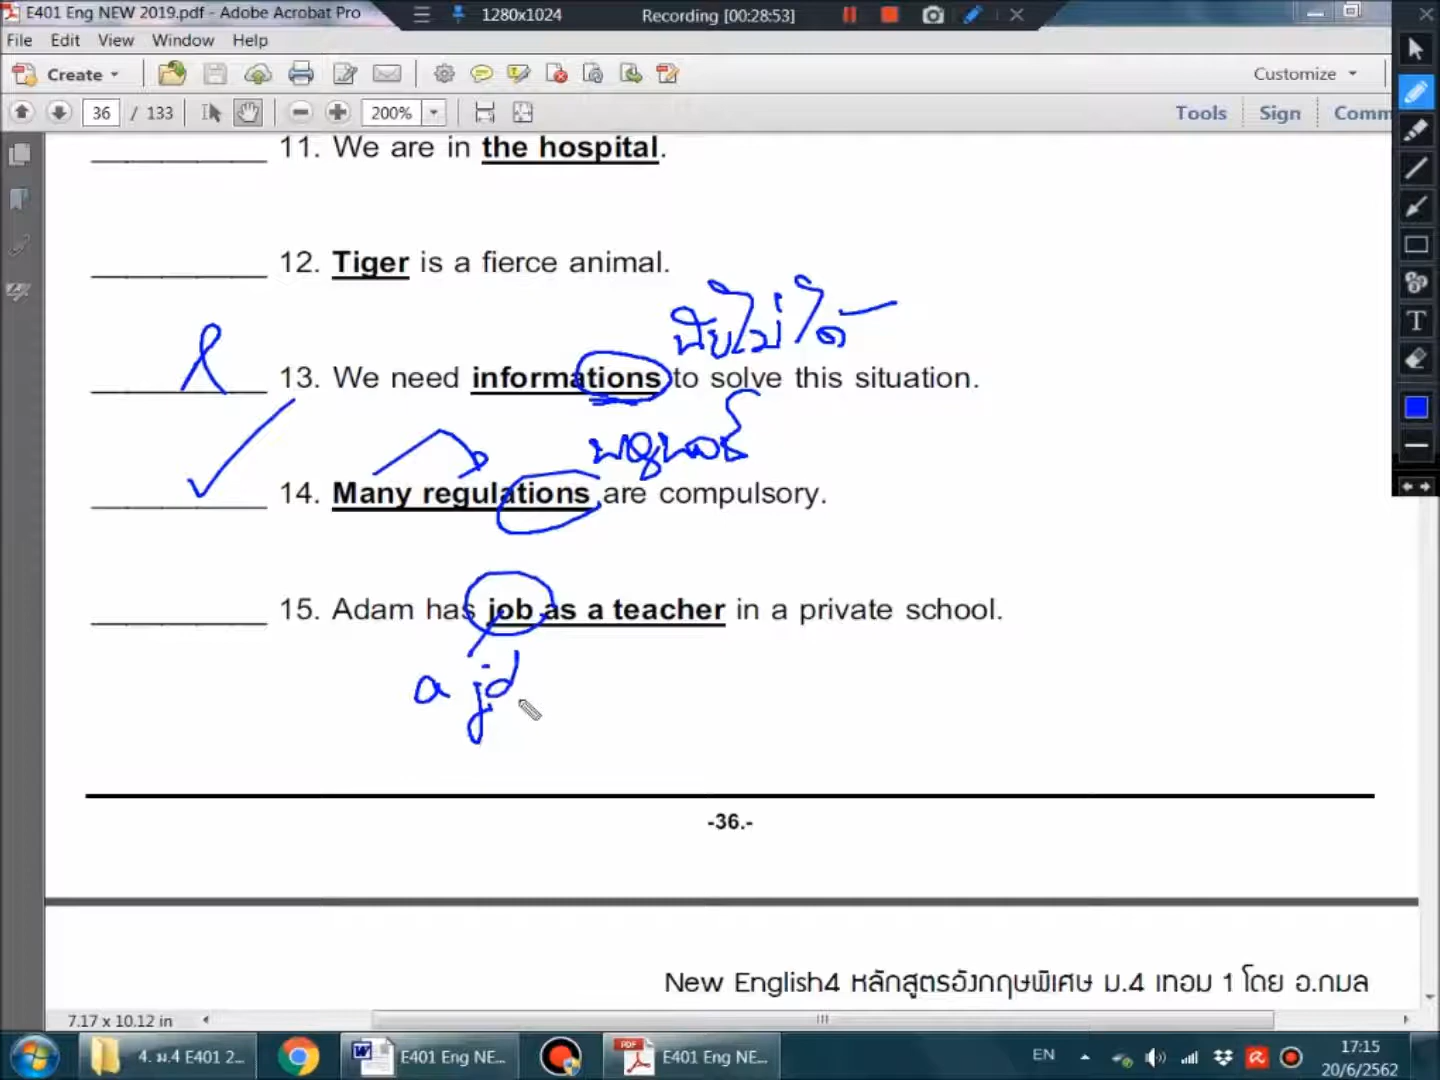 E401 Eng NEW 2019.pdf - Adobe Acrobat Pro
1280x1024
Recording [00:28:53]
File Edit View Window Help
Create
Customize
36 / 133
200%
Tools Sign Comm
11. We are in the hospital.
12. Tiger is a fierce animal.
นับไม่ได้
13. We need informations to solve this situation.
พหูพจน์
14. Many regulations are compulsory.
15. Adam has job as a teacher in a private school.
a
-36.-
New English4 หลักสูตรอังกฤษพิเศษ ม.4 เทอม 1 โดย อ.กมล
7.17 x 10.12 in
4. ม.4 E401 2...
E401 Eng NE...
E401 Eng NE...
EN
17:15
20/6/2562